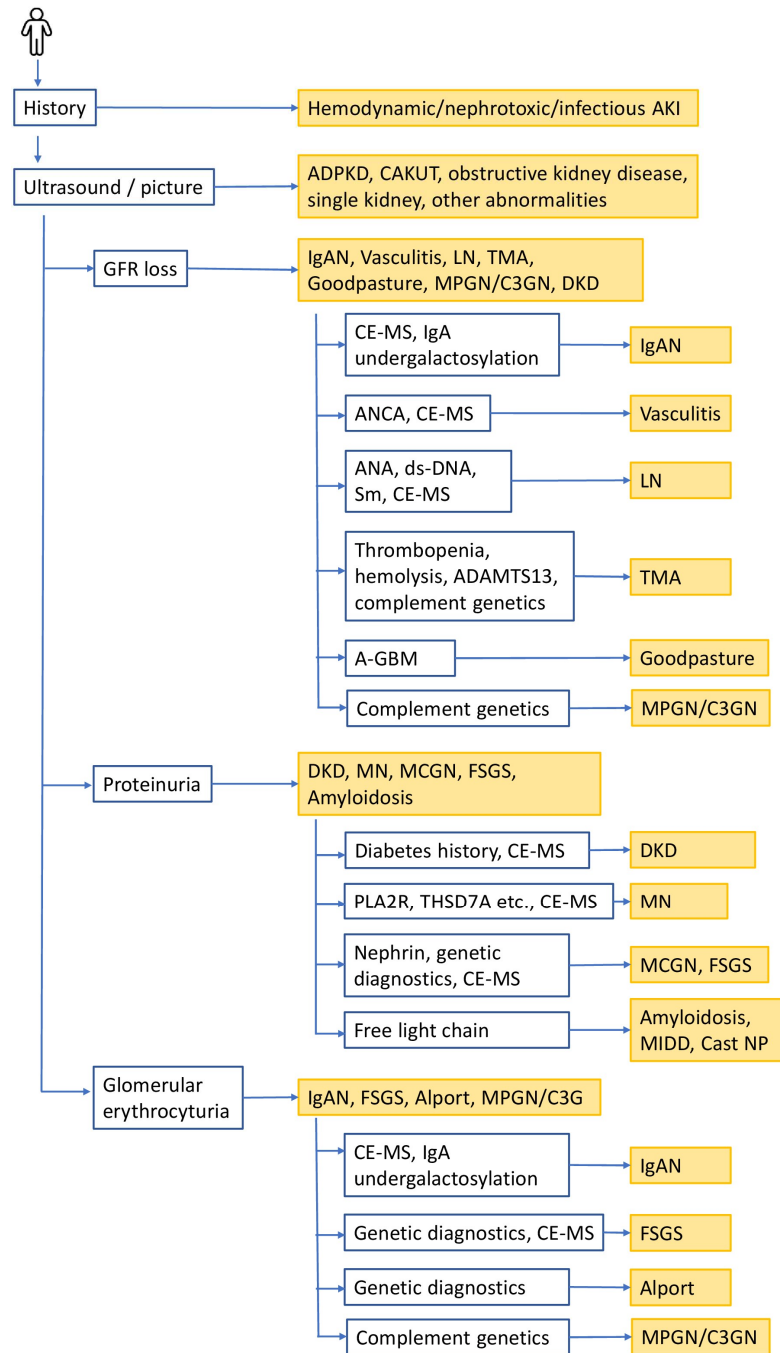 History
Hemodynamic/nephrotoxic/infectious AKI
Ultrasound / picture
ADPKD, CAKUT, obstructive kidney disease,
single kidney, other abnormalities
GFR loss
IgAN, Vasculitis, LN, TMA,
Goodpasture, MPGN/C3GN, DKD
CE-MS, IgA
undergalactosylation
IgAN
ANCA, CE-MS
Vasculitis
ANA, ds-DNA,
Sm, CE-MS
LN
Thrombopenia,
hemolysis, ADAMTS13,
complement genetics
TMA
A-GBM
Goodpasture
Complement genetics
MPGN/C3GN
Proteinuria
DKD, MN, MCGN, FSGS,
Amyloidosis
Diabetes history, CE-MS
DKD
PLA2R, THSD7A etc., CE-MS
MN
Nephrin, genetic
diagnostics, CE-MS
MCGN, FSGS
Free light chain
Amyloidosis,
MIDD, Cast NP
Glomerular
erythrocyturia
IgAN, FSGS, Alport, MPGN/C3G
CE-MS, IgA
undergalactosylation
IgAN
Genetic diagnostics, CE-MS
FSGS
Genetic diagnostics
Alport
Complement genetics
MPGN/C3GN